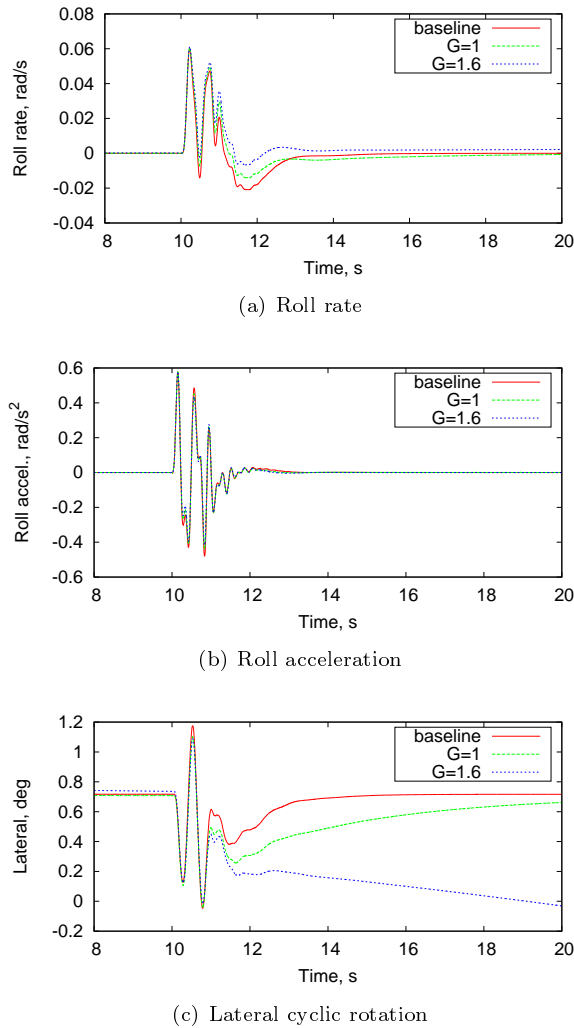 0.08
0.06
0.04
0.02
0
-0.02
-0.04
Roll rate, rad/s
baseline
G=1
G=1.6
8 10 12 14 16 18 20
Time, s
(a) Roll rate
0.6
0.4
0.2
0
-0.2
-0.4
-0.6
Roll accel., rad/s²
baseline
G=1
G=1.6
8 10 12 14 16 18 20
Time, s
(b) Roll acceleration
1.2
1
0.8
0.6
0.4
0.2
0
-0.2
Lateral, deg
baseline
G=1
G=1.6
8 10 12 14 16 18 20
Time, s
(c) Lateral cyclic rotation